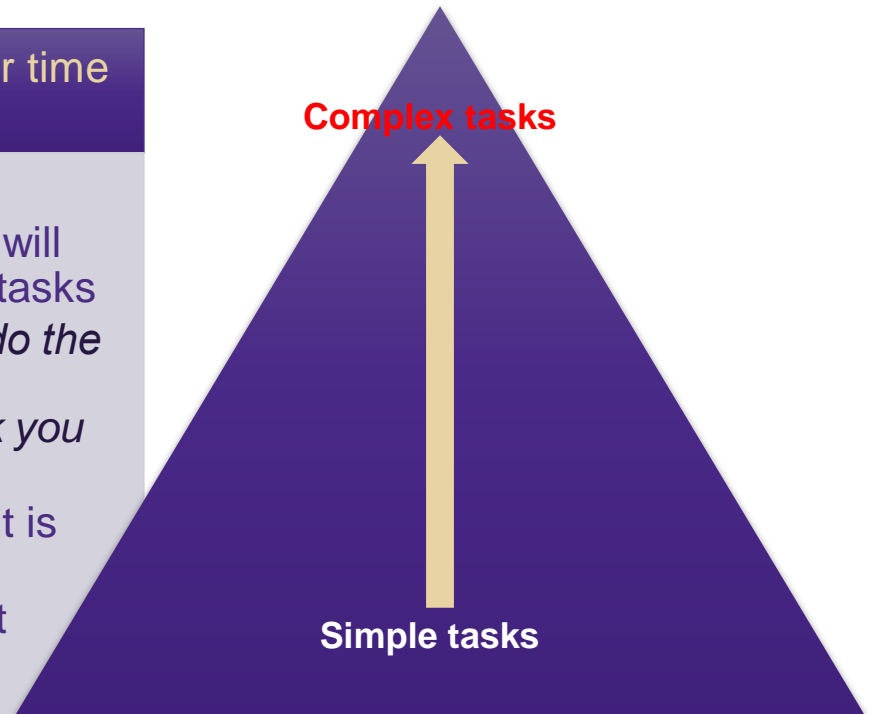 r time
will
tasks
do the
k you
t is
t
Complex tasks
Simple tasks